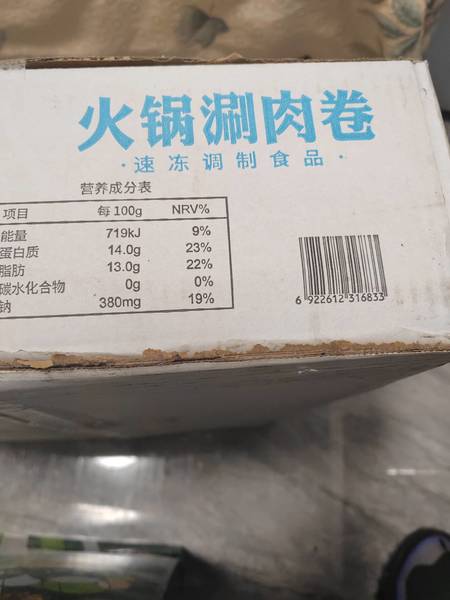 火锅涮肉卷
·速冻调制食品·
营养成分表
项目 每100g NRV%
能量 719kJ 9%
蛋白质 14.0g 23%
脂肪 13.0g 22%
碳水化合物 0g 0%
钠 380mg 19%
6 922612 316833